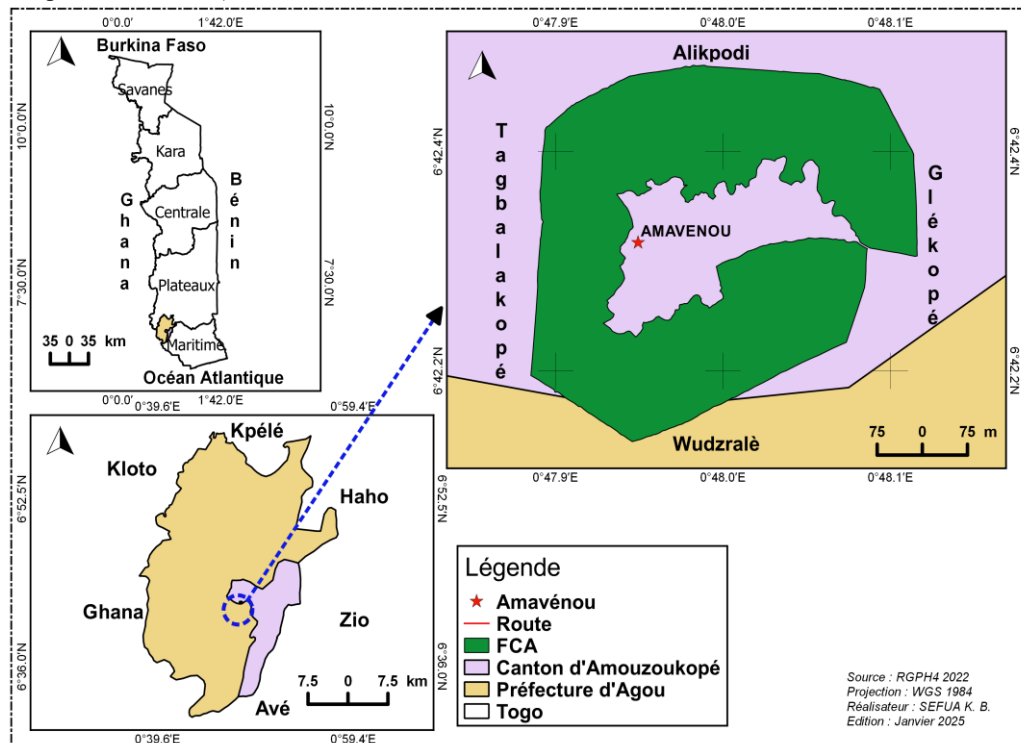 0°0.0' 1°42.0'E
Burkina Faso
Savanes
Kara
Centrale
Plateaux
Maritime
Ghana
Bénin
10°0.0'N
10°0.0'N
7°30.0'N
7°30.0'N
35 0 35 km
Océan Atlantique
0°0.0' 1°42.0'E
0°47.9'E 0°48.0'E 0°48.1'E
Alikpodi
Tagbalakopé
Glékopé
AMAVENOU
6°42.4'N
6°42.4'N
6°42.2'N
6°42.2'N
Wudzralè
75 0 75 m
0°47.9'E 0°48.0'E 0°48.1'E
0°39.6'E 0°59.4'E
Kpélé
Kloto
Haho
Ghana
Zio
Avé
6°52.5'N
6°52.5'N
6°36.0'N
6°36.0'N
7.5 0 7.5 km
0°39.6'E 0°59.4'E
Légende
Amavénou
Route
FCA
Canton d'Amouzoukopé
Préfecture d'Agou
Togo
Source : RGPH4 2022
Projection : WGS 1984
Réalisateur : SEFUA K. B.
Edition : Janvier 2025